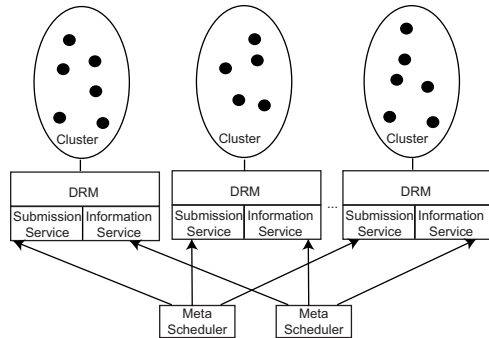 Cluster
Cluster
Cluster
DRM
DRM
DRM
Submission Service
Information Service
Submission Service
Information Service
...
Submission Service
Information Service
Meta Scheduler
Meta Scheduler